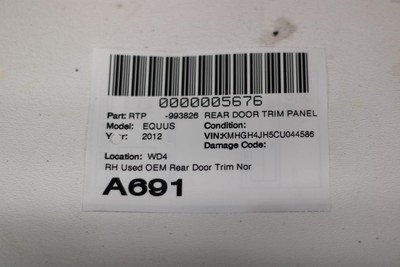 0000005676
Part: RTP -993826 REAR DOOR TRIM PANEL
Model: EQUUS Condition:
Year: 2012 VIN:KMHGH4JH5CU044586
Damage Code:
Location: WD4
RH Used OEM Rear Door Trim Nor
A691